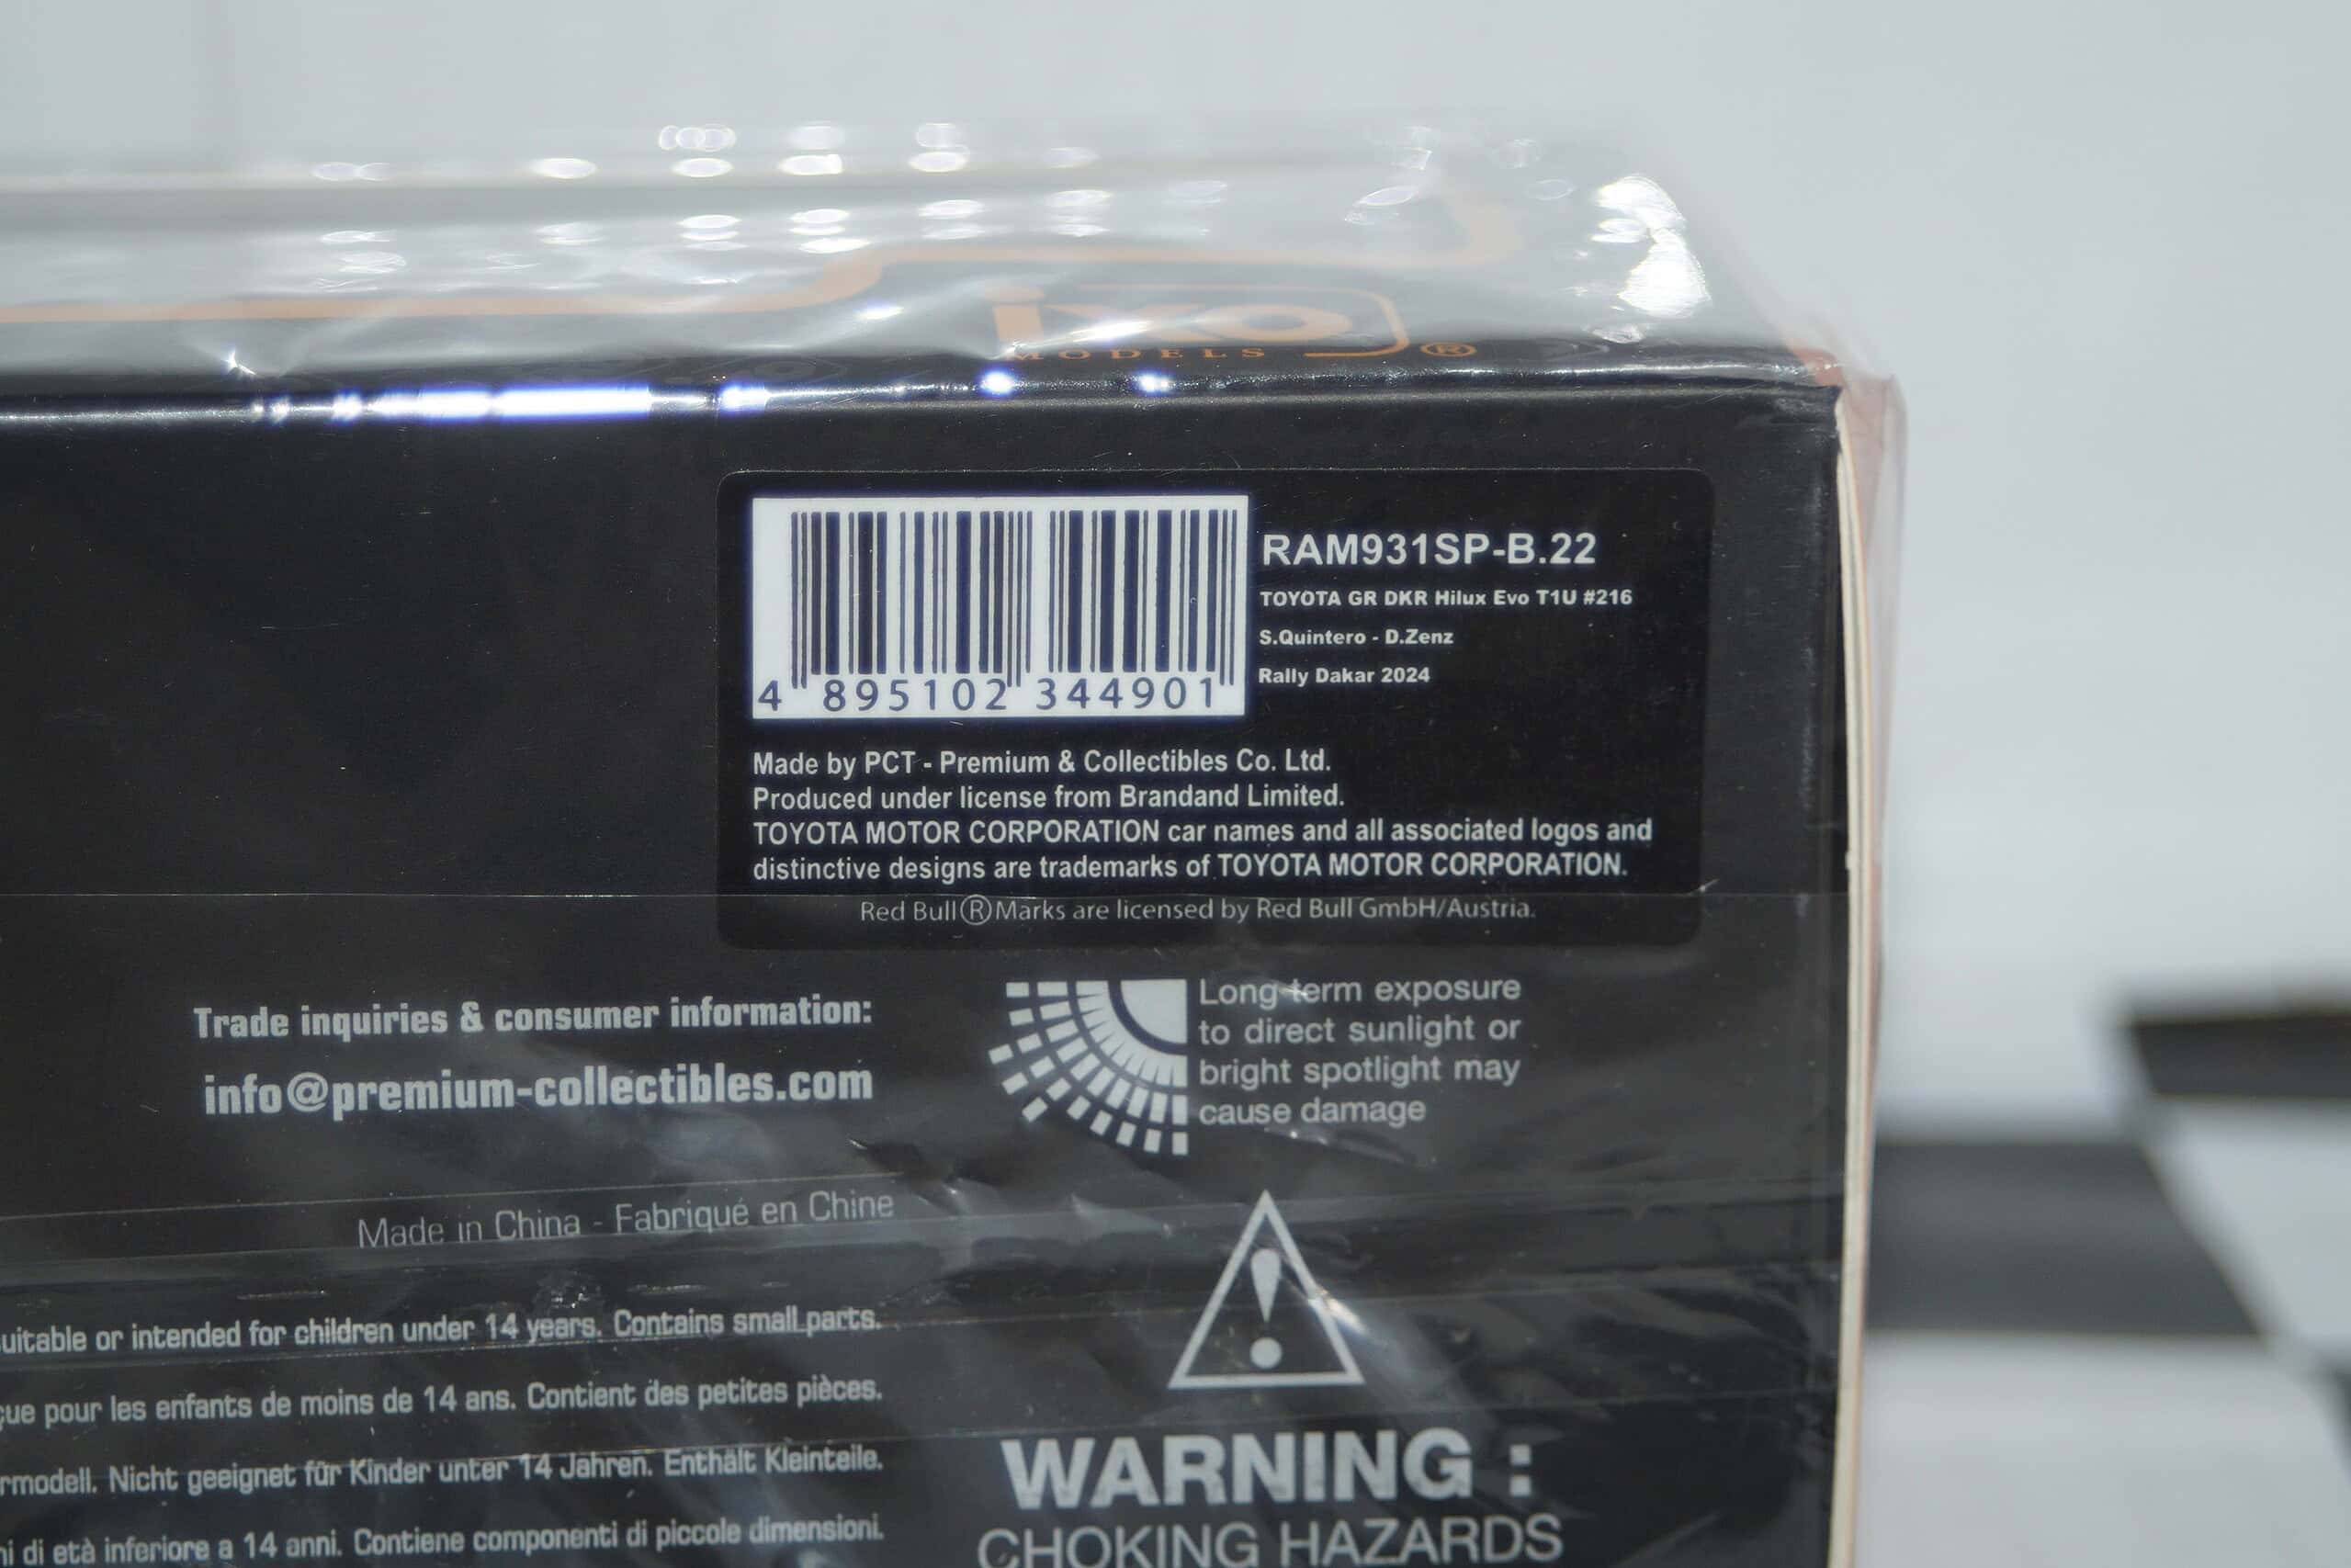 ixo
MODELS ®
RAM931SP-B.22
TOYOTA GR DKR Hilux Evo T1U #216
S.Quintero - D.Zenz
Rally Dakar 2024
4 895102 344901
Made by PCT - Premium & Collectibles Co. Ltd.
Produced under license from Brandand Limited.
TOYOTA MOTOR CORPORATION car names and all associated logos and
distinctive designs are trademarks of TOYOTA MOTOR CORPORATION.
Red Bull®Marks are licensed by Red Bull GmbH/Austria.
Trade inquiries & consumer information:
info@premium-collectibles.com
Long term exposure
to direct sunlight or
bright spotlight may
cause damage
Made in China - Fabriqué en Chine
or intended for children under 14 years. Contains small parts.
pour les enfants de moins de 14 ans. Contient des petites pièces.
Nicht geeignet für Kinder unter 14 Jahren. Enthält Kleinteile.
di età inferiore a 14 anni. Contiene componenti di piccole dimensioni.
WARNING :
CHOKING HAZARDS